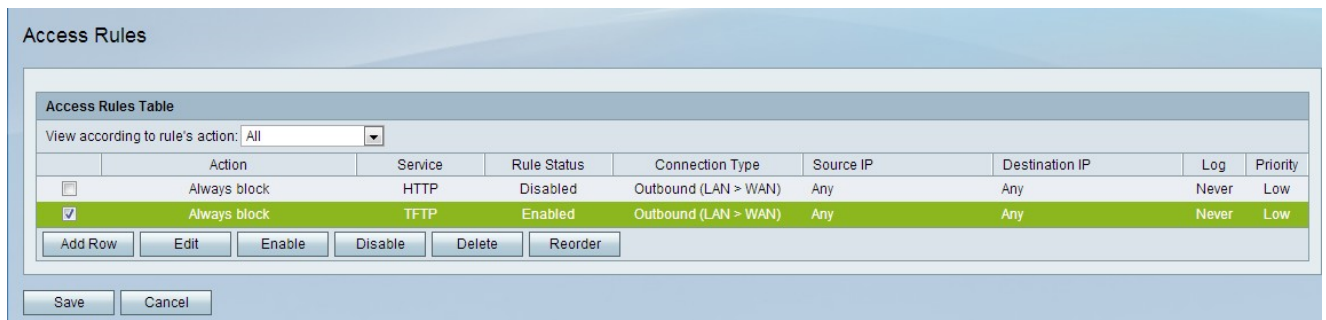 Access Rules
Access Rules Table
View according to rule's action: All
Action Service Rule Status Connection Type Source IP Destination IP Log Priority
Always block HTTP Disabled Outbound (LAN > WAN) Any Any Never Low
Always block TFTP Enabled Outbound (LAN > WAN) Any Any Never Low
Add Row Edit Enable Disable Delete Reorder
Save Cancel